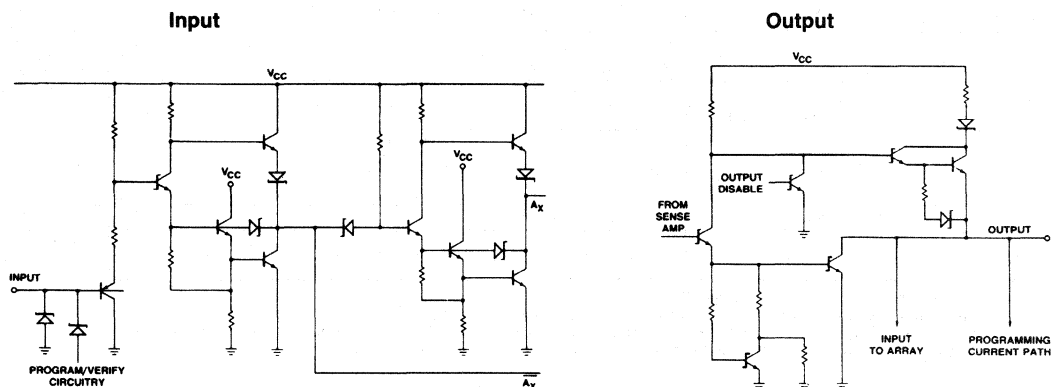 Input
Output
VCC
VCC
VCC
VCC
OUTPUT
DISABLE
FROM
SENSE
AMP
AX
OUTPUT
INPUT
PROGRAM/VERIFY
CIRCUITRY
INPUT
TO ARRAY
PROGRAMMING
CURRENT PATH
AX